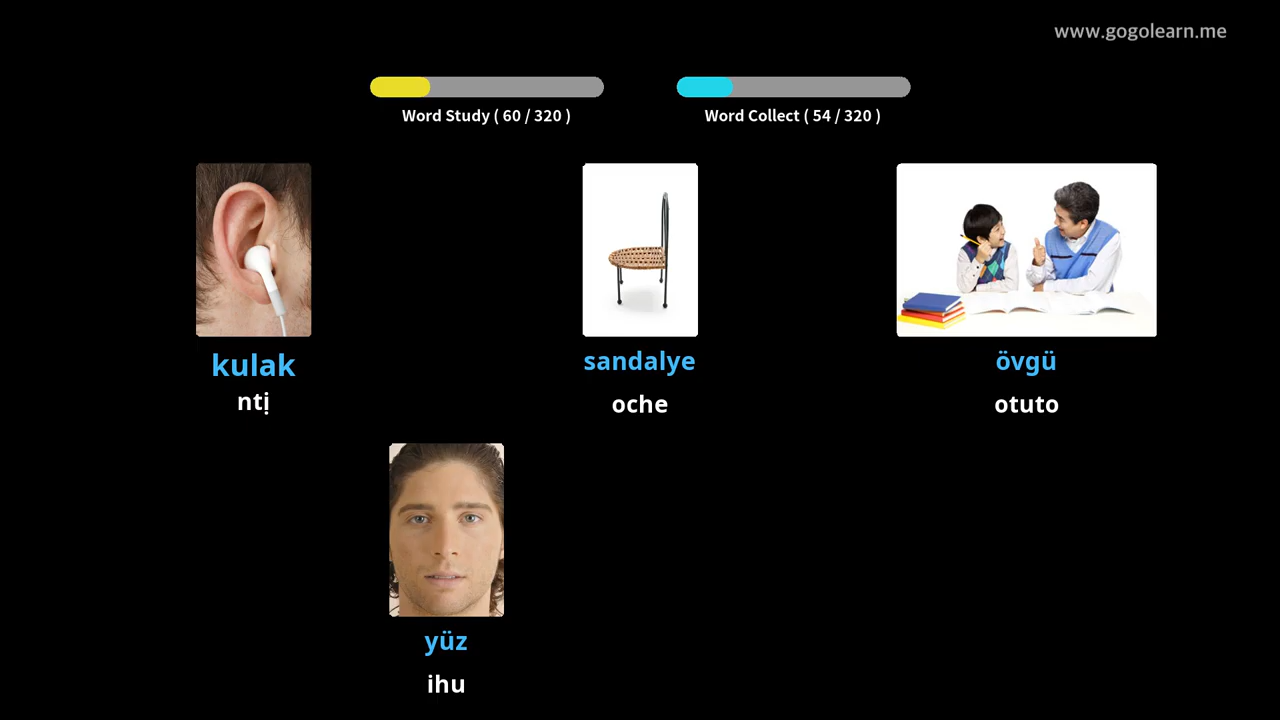 www.gogolearn.me
Word Study ( 60 / 320 )
Word Collect ( 54 / 320 )
kulak
ntị
sandalye
oche
övgü
otuto
yüz
ihu